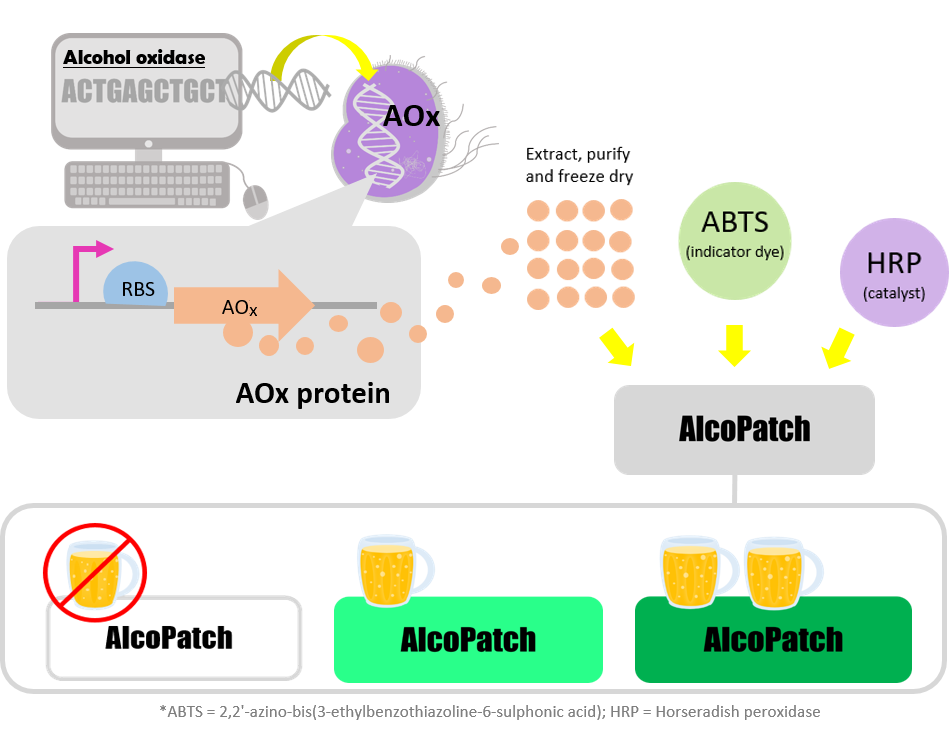 Alcohol oxidase
ACTGAGCTGCT
AOx
Extract, purify
and freeze dry
ABTS
(indicator dye)
HRP
(catalyst)
RBS
AOx
AOx protein
AlcoPatch
AlcoPatch
AlcoPatch
AlcoPatch
*ABTS = 2,2'-azino-bis(3-ethylbenzothiazoline-6-sulphonic acid); HRP = Horseradish peroxidase